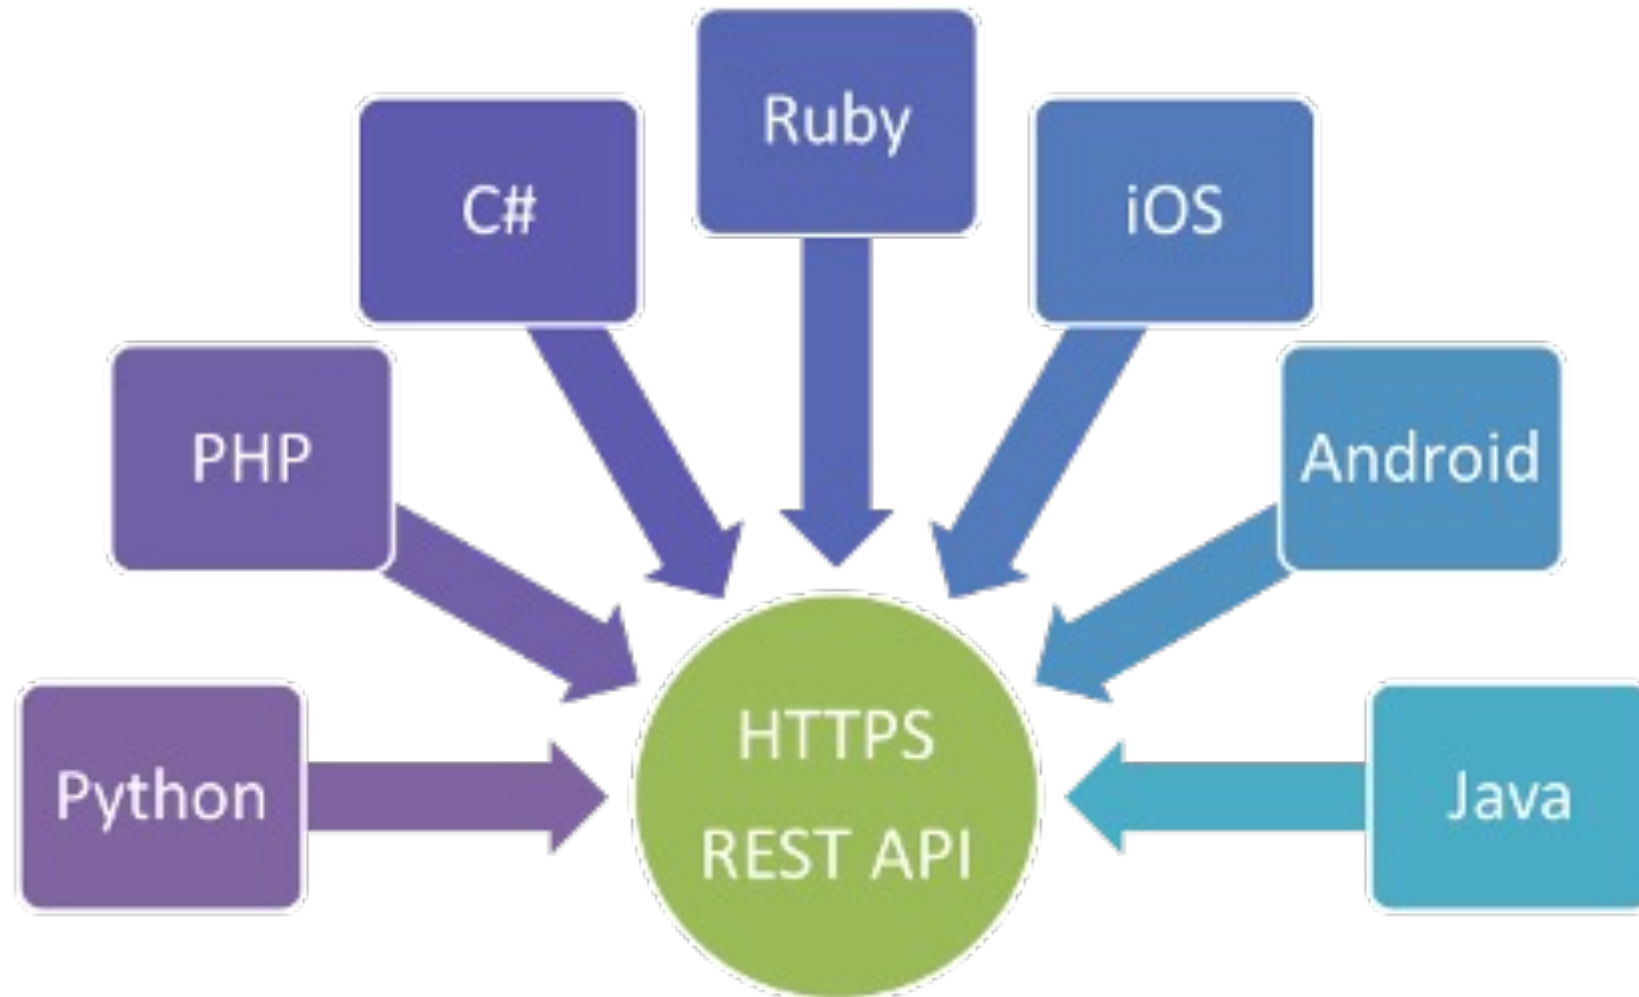 Ruby
C#
iOS
PHP
Android
HTTPS
REST API
Python
Java